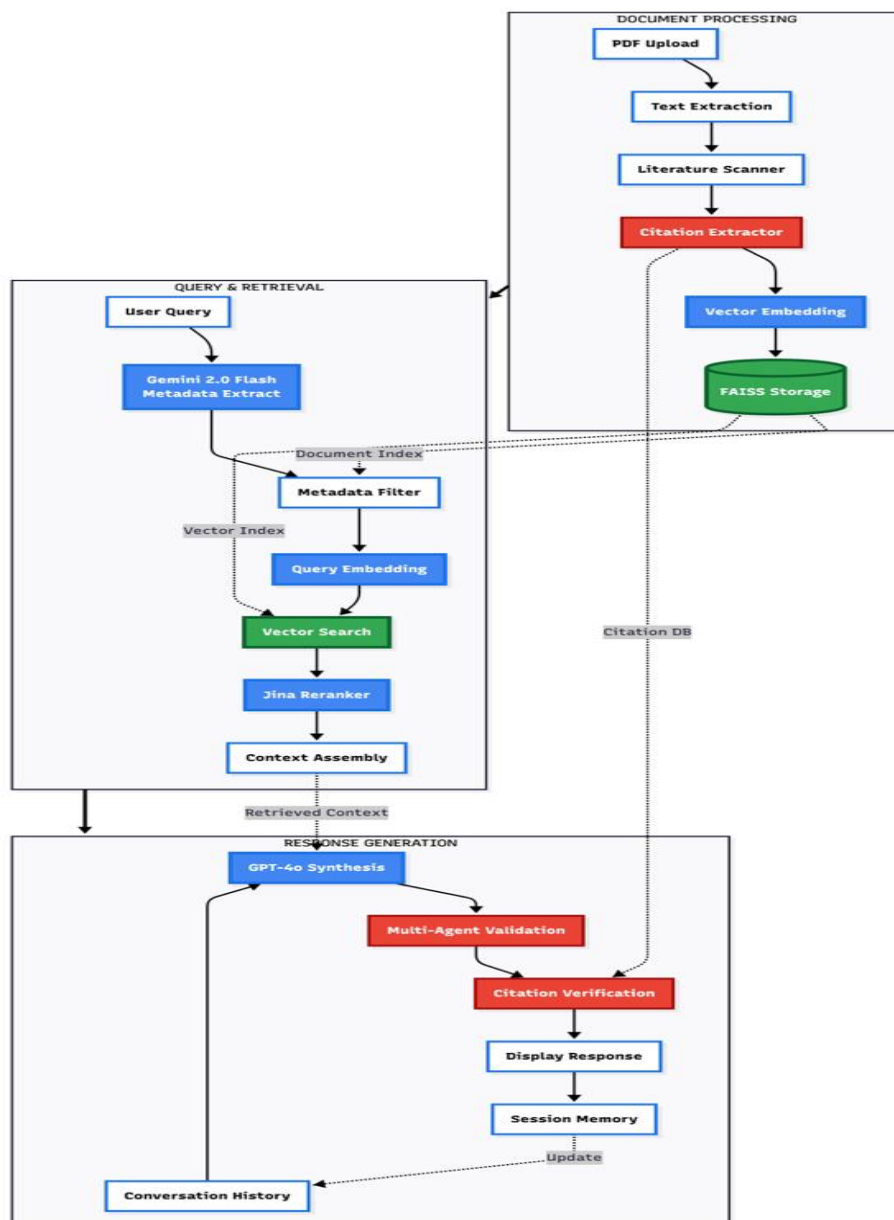 DOCUMENT PROCESSING
PDF Upload
Text Extraction
Literature Scanner
Citation Extractor
Vector Embedding
FAISS Storage
QUERY & RETRIEVAL
User Query
Gemini 2.0 Flash
Metadata Extract
Document Index
Metadata Filter
Vector Index
Query Embedding
Vector Search
Citation DB
Jina Reranker
Context Assembly
Retrieved Context
RESPONSE GENERATION
GPT-4o Synthesis
Multi-Agent Validation
Citation Verification
Display Response
Session Memory
Update
Conversation History